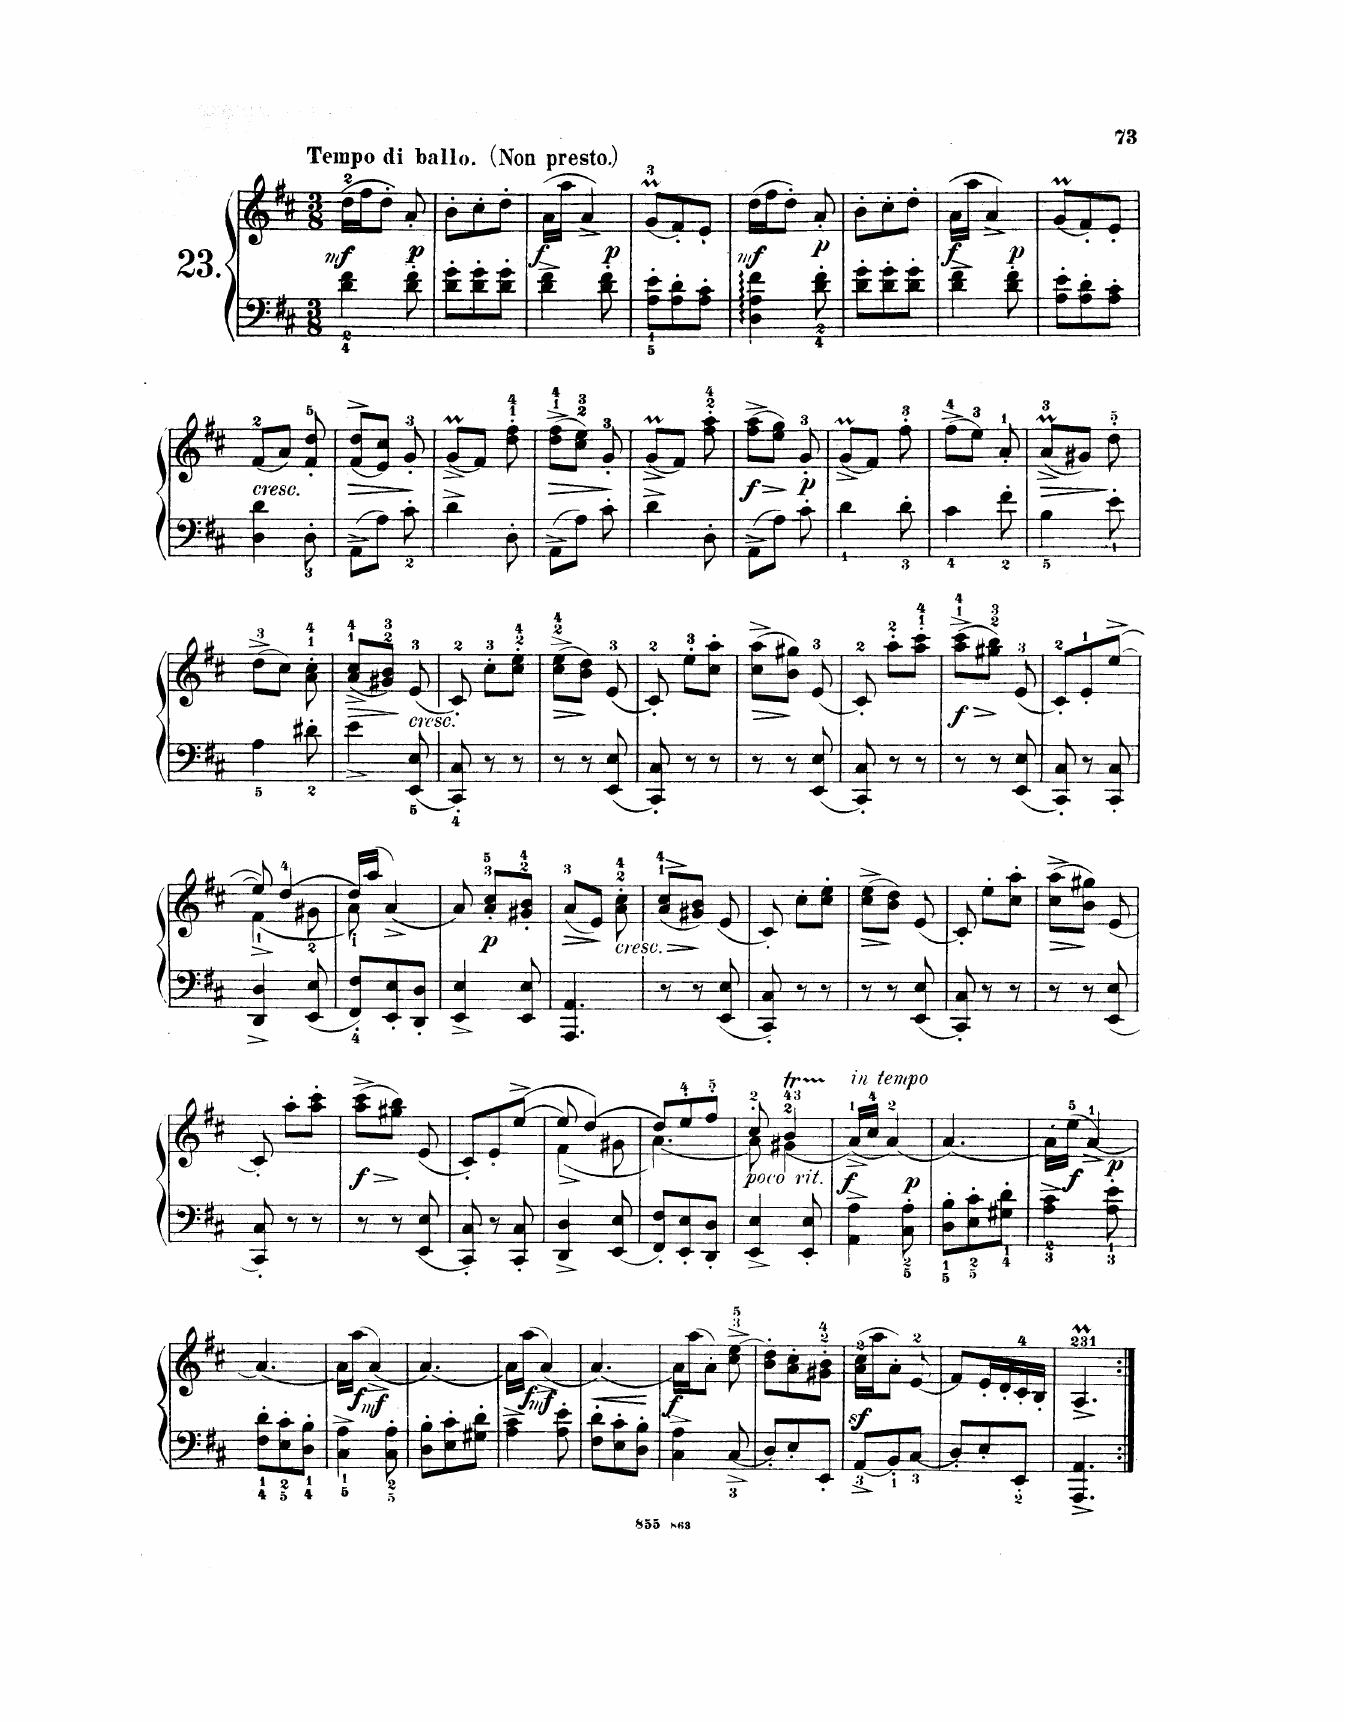 73
Tempo di ballo. (Non presto.)
23.
mf p f p mf p f p
cresc. f p
cresc. f
p cresc.
in tempo
f poco rit. f p f p
f mf f mf f sf
855 863